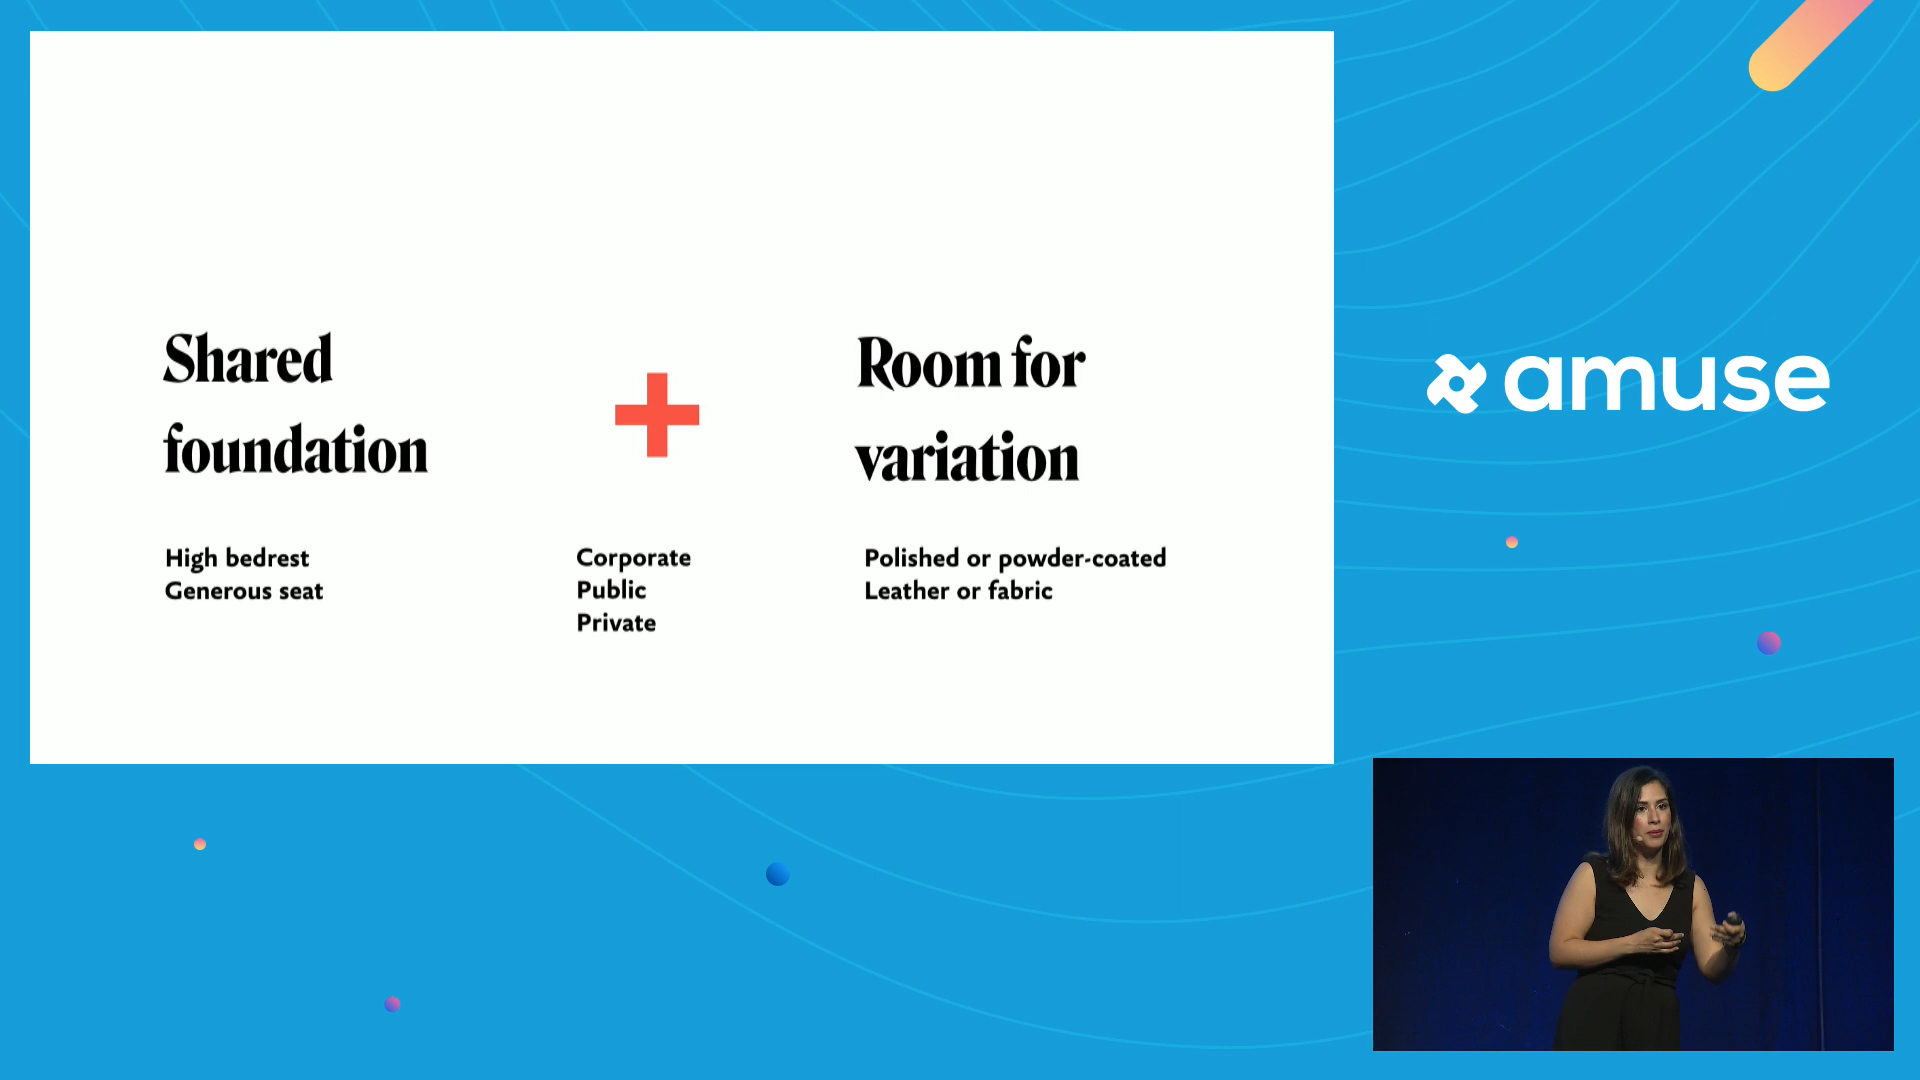 Shared
foundation
Room for
variation
High bedrest
Generous seat
Corporate
Public
Private
Polished or powder-coated
Leather or fabric
amuse